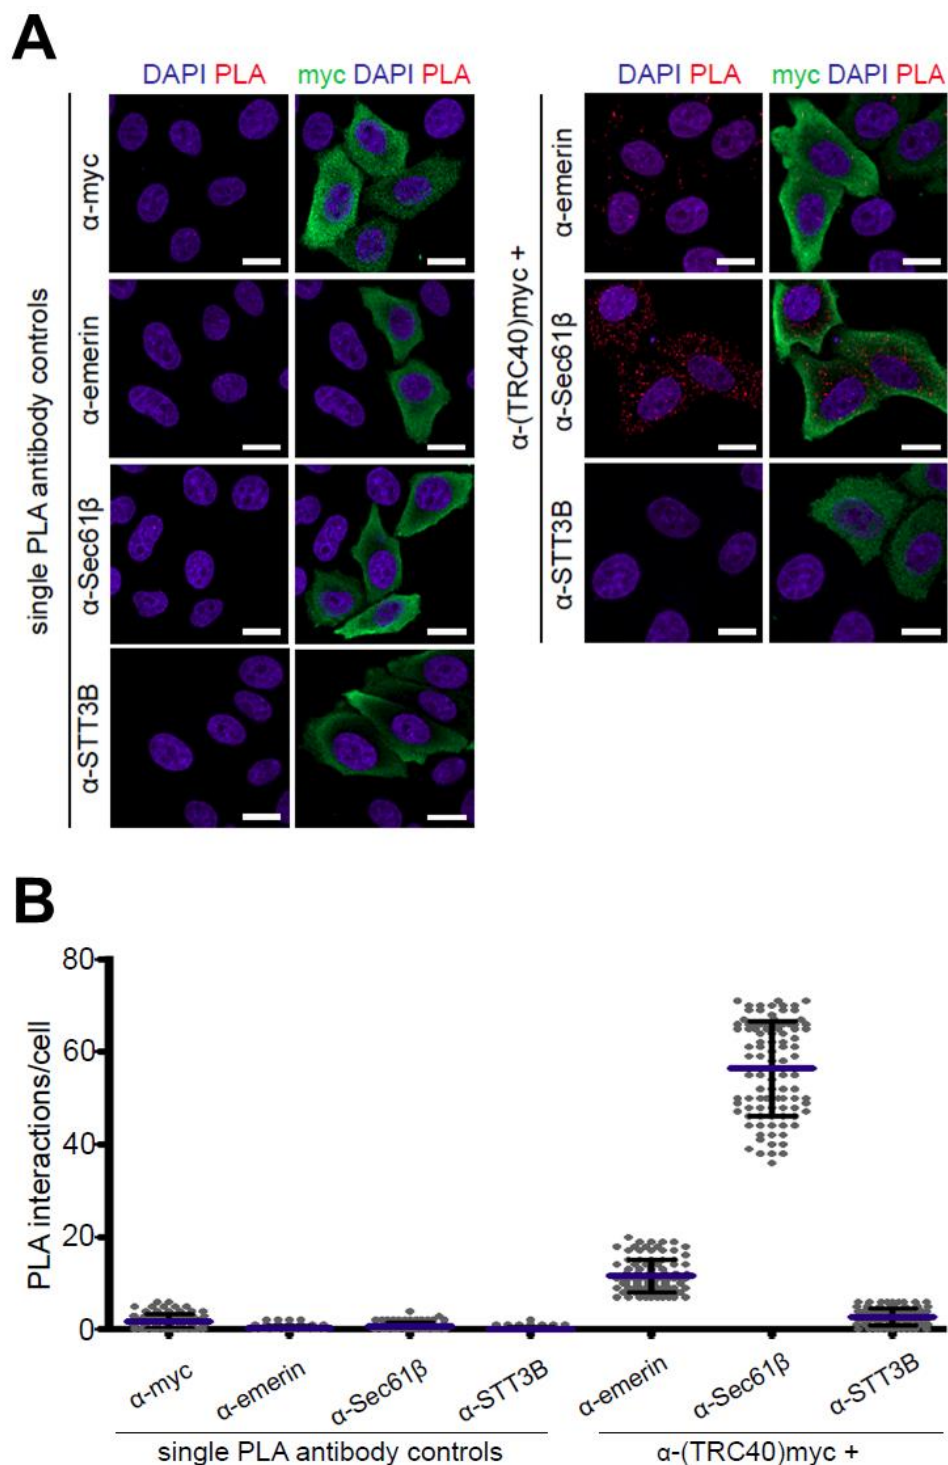 A
DAPI PLA
myc DAPI PLA
DAPI PLA
myc DAPI PLA
single PLA antibody controls
α-myc
α-emerin
α-Sec61β
α-STT3B
α-(TRC40)myc +
α-emerin
α-Sec61β
α-STT3B
B
PLA interactions/cell
80
60
40
20
0
α-myc
α-emerin
α-Sec61β
α-STT3B
α-emerin
α-Sec61β
α-STT3B
single PLA antibody controls
α-(TRC40)myc +